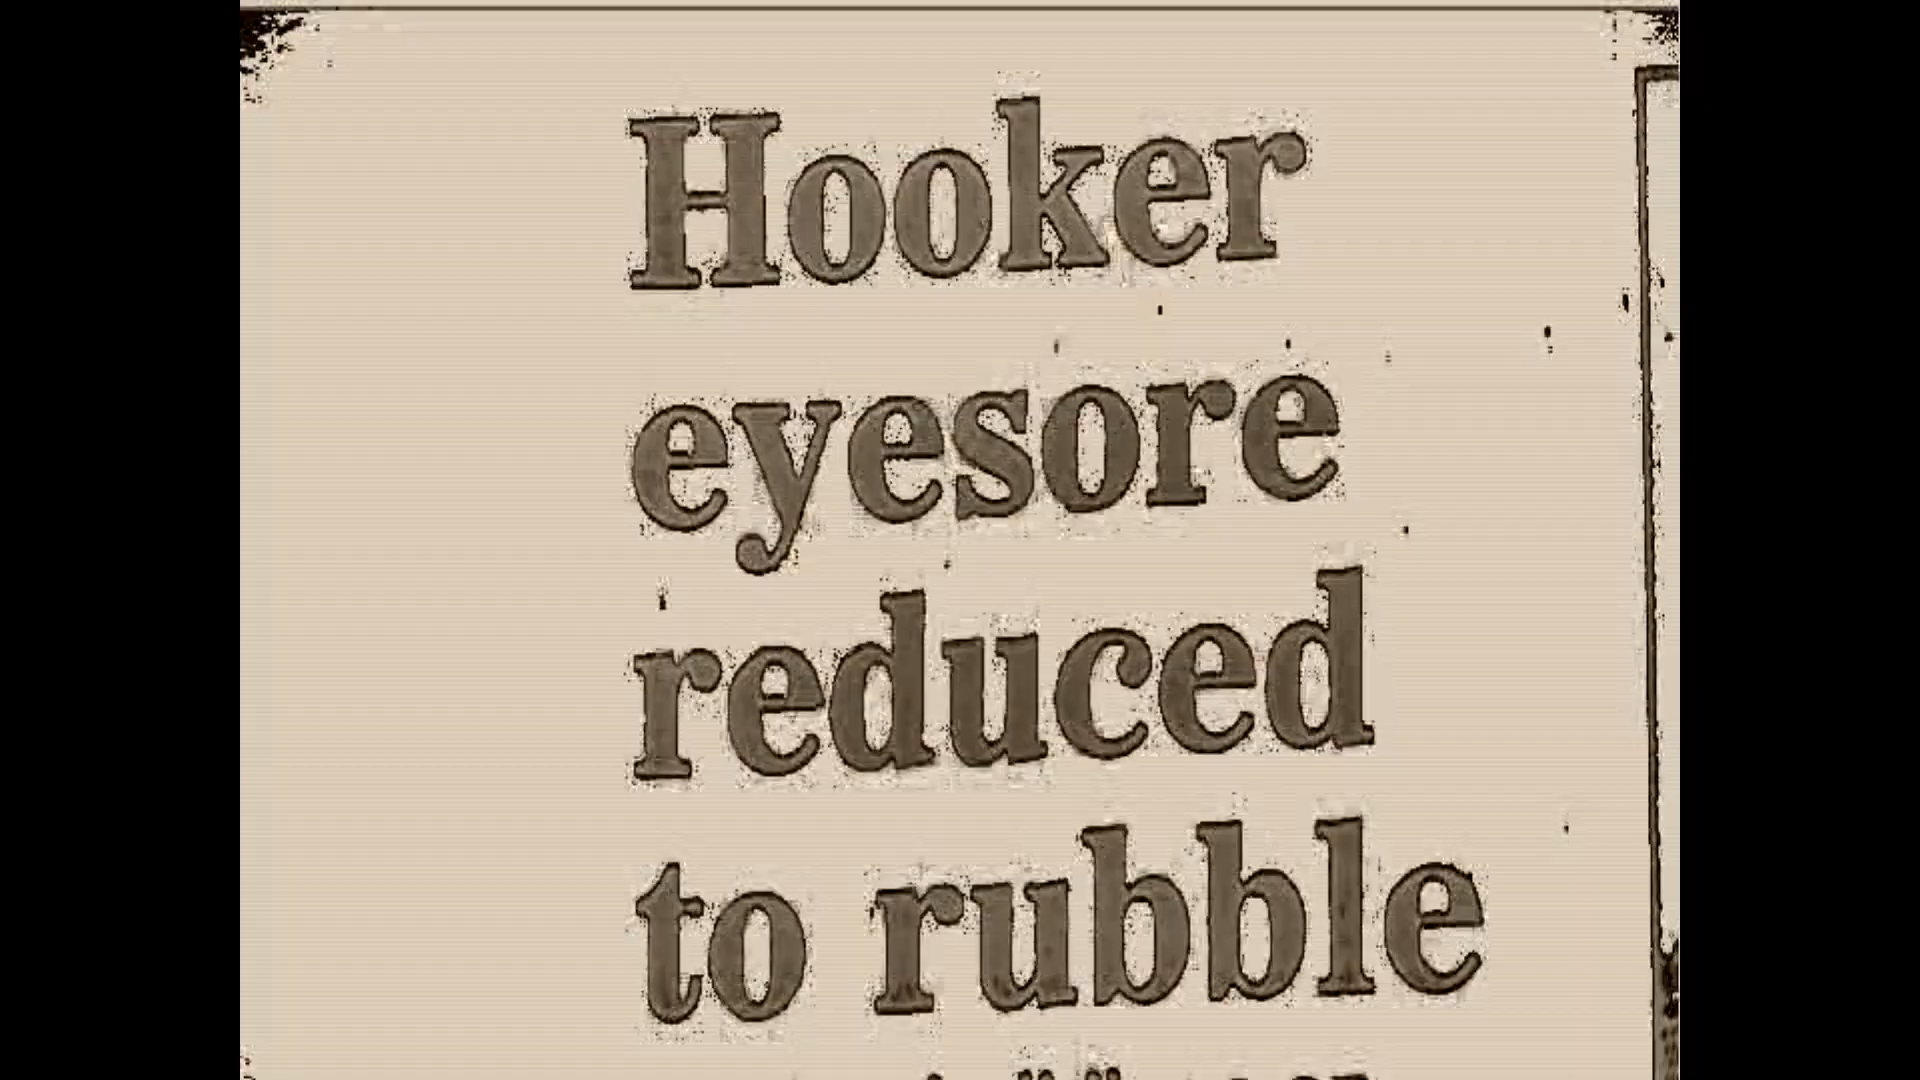 Hooker
eyesore
reduced
to rubble